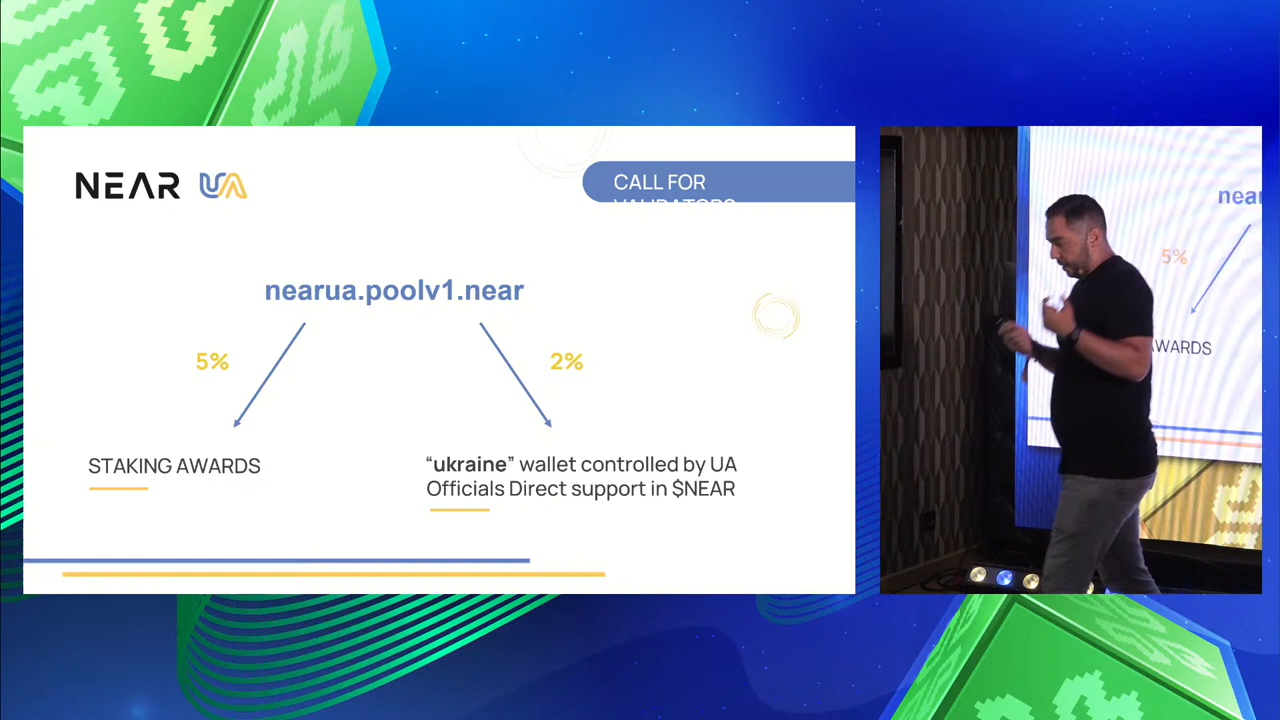 NEAR UA
CALL FOR
VALIDATORS
nearua.poolv1.near
5%
2%
STAKING AWARDS
“ukraine” wallet controlled by UA
Officials Direct support in $NEAR
near
5%
AWARDS